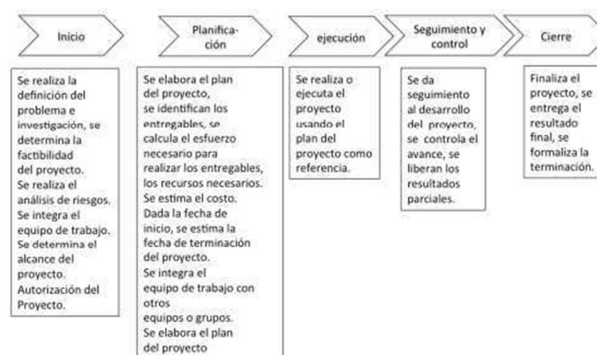 Inicio
Planifica-
ción
ejecución
Seguimiento y
control
Cierre
Se realiza la
definición del
problema e
investigación, se
determina la
factibilidad
del proyecto.
Se realiza el
análisis de riesgos.
Se integra el
equipo de trabajo.
Se determina el
alcance del
proyecto.
Autorización del
Proyecto.
Se elabora el plan
del proyecto,
se identifican los
entregables, se
calcula el esfuerzo
necesario para
realizar los entregables,
los recursos necesarios.
Se estima el costo.
Dada la fecha de
inicio, se estima la
fecha de terminación
del proyecto.
Se integra el
equipo de trabajo con
otros
equipos o grupos.
Se elabora el plan
del proyecto
Se realiza o
ejecuta el
proyecto
usando el
plan del
proyecto como
referencia.
Se da
seguimiento
al desarrollo
del proyecto,
se controla el
avance, se
liberan los
resultados
parciales.
Finaliza el
proyecto, se
entrega el
resultado
final, se
formaliza la
terminación.